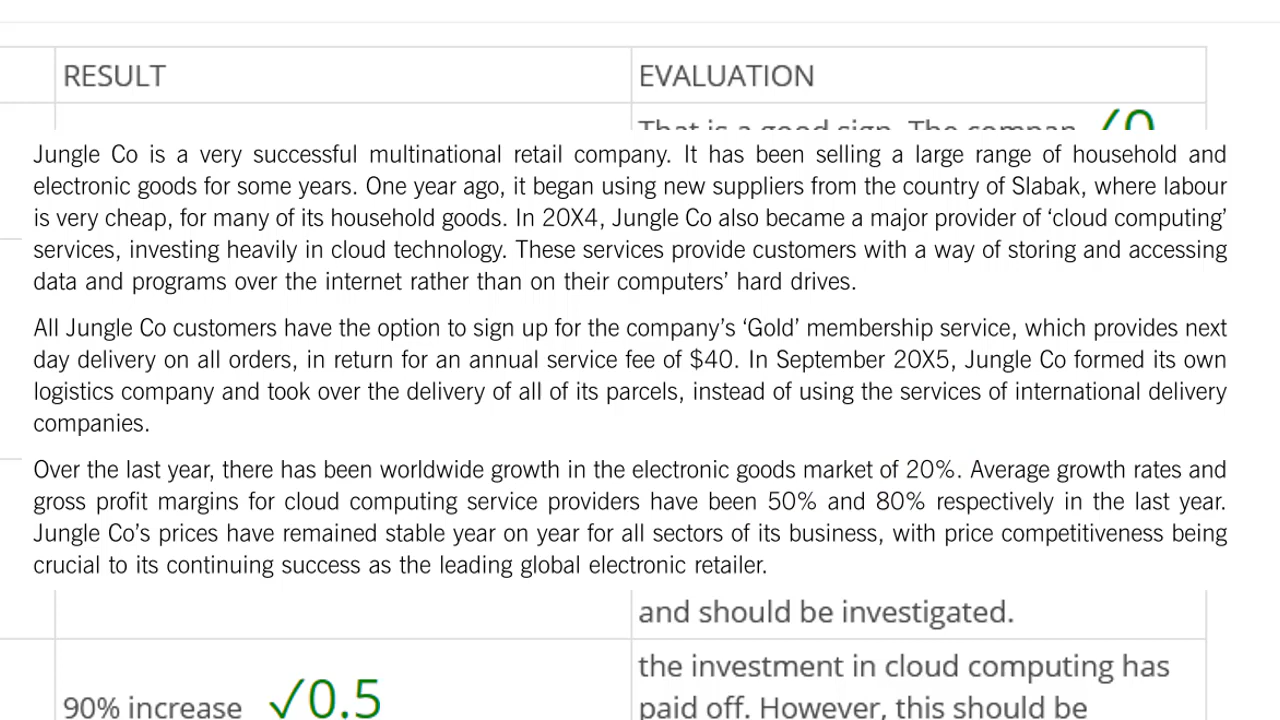 RESULT
EVALUATION
That is a good sign. The compan
Jungle Co is a very successful multinational retail company. It has been selling a large range of household and
electronic goods for some years. One year ago, it began using new suppliers from the country of Slabak, where labour
is very cheap, for many of its household goods. In 20X4, Jungle Co also became a major provider of ‘cloud computing’
services, investing heavily in cloud technology. These services provide customers with a way of storing and accessing
data and programs over the internet rather than on their computers’ hard drives.
All Jungle Co customers have the option to sign up for the company’s ‘Gold’ membership service, which provides next
day delivery on all orders, in return for an annual service fee of $40. In September 20X5, Jungle Co formed its own
logistics company and took over the delivery of all of its parcels, instead of using the services of international delivery
companies.
Over the last year, there has been worldwide growth in the electronic goods market of 20%. Average growth rates and
gross profit margins for cloud computing service providers have been 50% and 80% respectively in the last year.
Jungle Co’s prices have remained stable year on year for all sectors of its business, with price competitiveness being
crucial to its continuing success as the leading global electronic retailer.
and should be investigated.
the investment in cloud computing has
90% increase ✓0.5
paid off. However, this should be